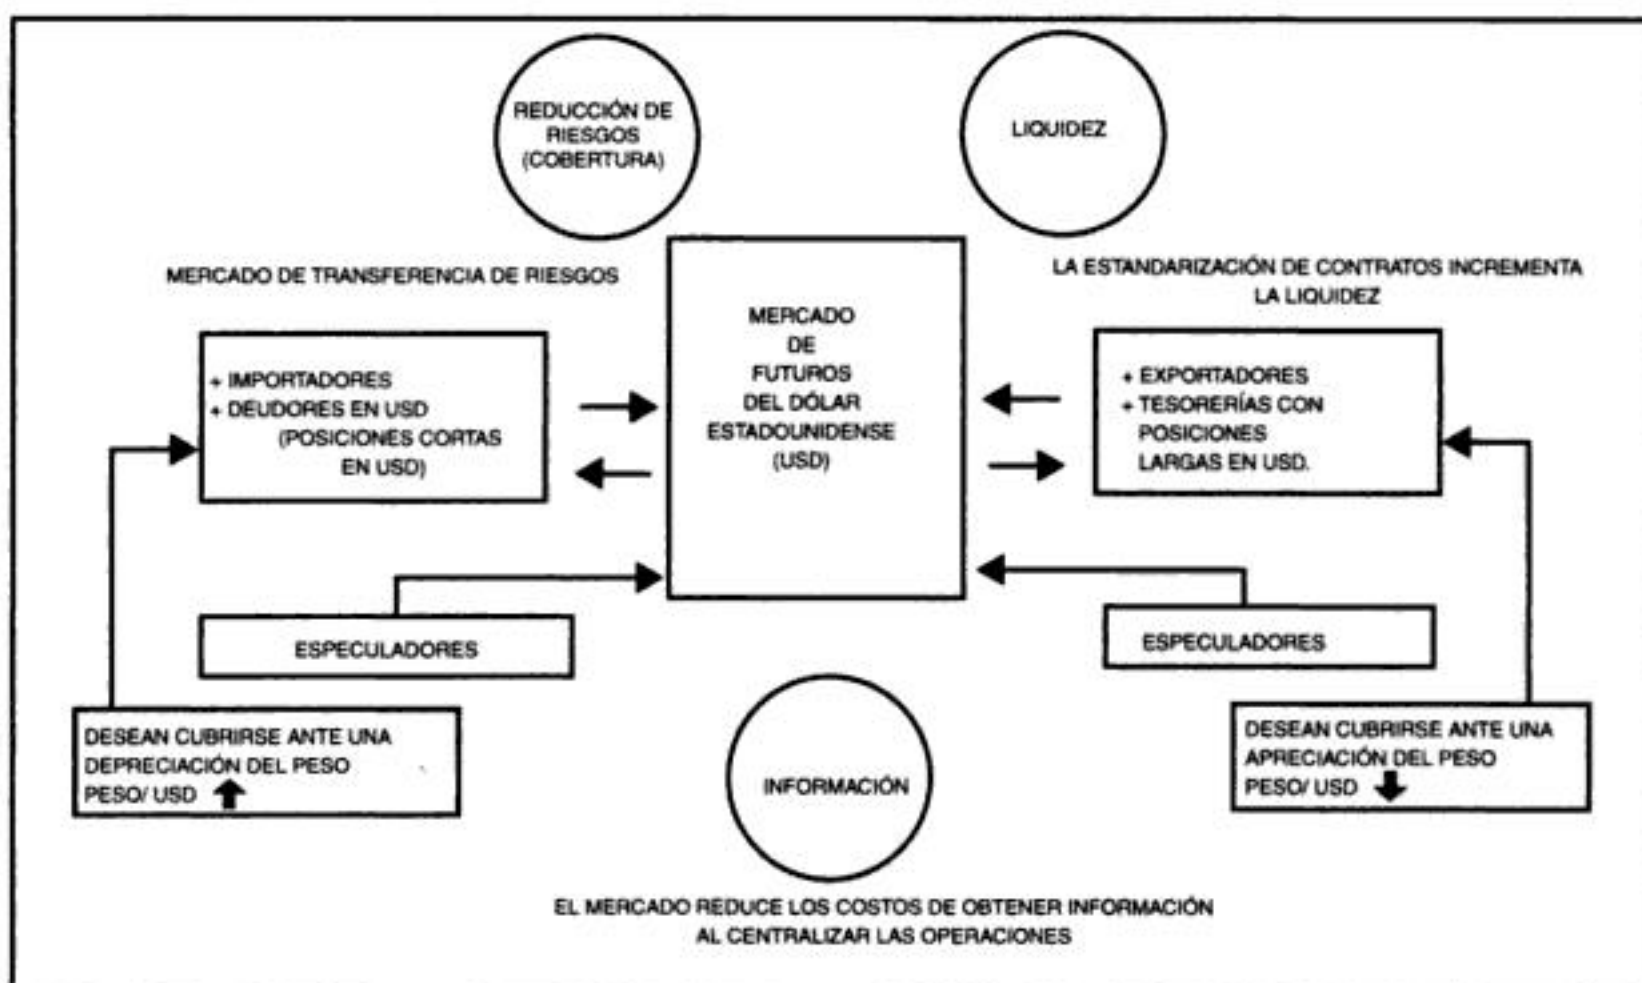 REDUCCIÓN DE
RIESGOS
(COBERTURA)
LIQUIDEZ
MERCADO DE TRANSFERENCIA DE RIESGOS
LA ESTANDARIZACIÓN DE CONTRATOS INCREMENTA
LA LIQUIDEZ
+ IMPORTADORES
+ DEUDORES EN USD
(POSICIONES CORTAS
EN USD)
MERCADO
DE
FUTUROS
DEL DÓLAR
ESTADOUNIDENSE
(USD)
+ EXPORTADORES
+ TESORERÍAS CON
POSICIONES
LARGAS EN USD.
ESPECULADORES
ESPECULADORES
DESEAN CUBRIRSE ANTE UNA
DEPRECIACIÓN DEL PESO
PESO/ USD
INFORMACIÓN
DESEAN CUBRIRSE ANTE UNA
APRECIACIÓN DEL PESO
PESO/ USD
EL MERCADO REDUCE LOS COSTOS DE OBTENER INFORMACIÓN
AL CENTRALIZAR LAS OPERACIONES